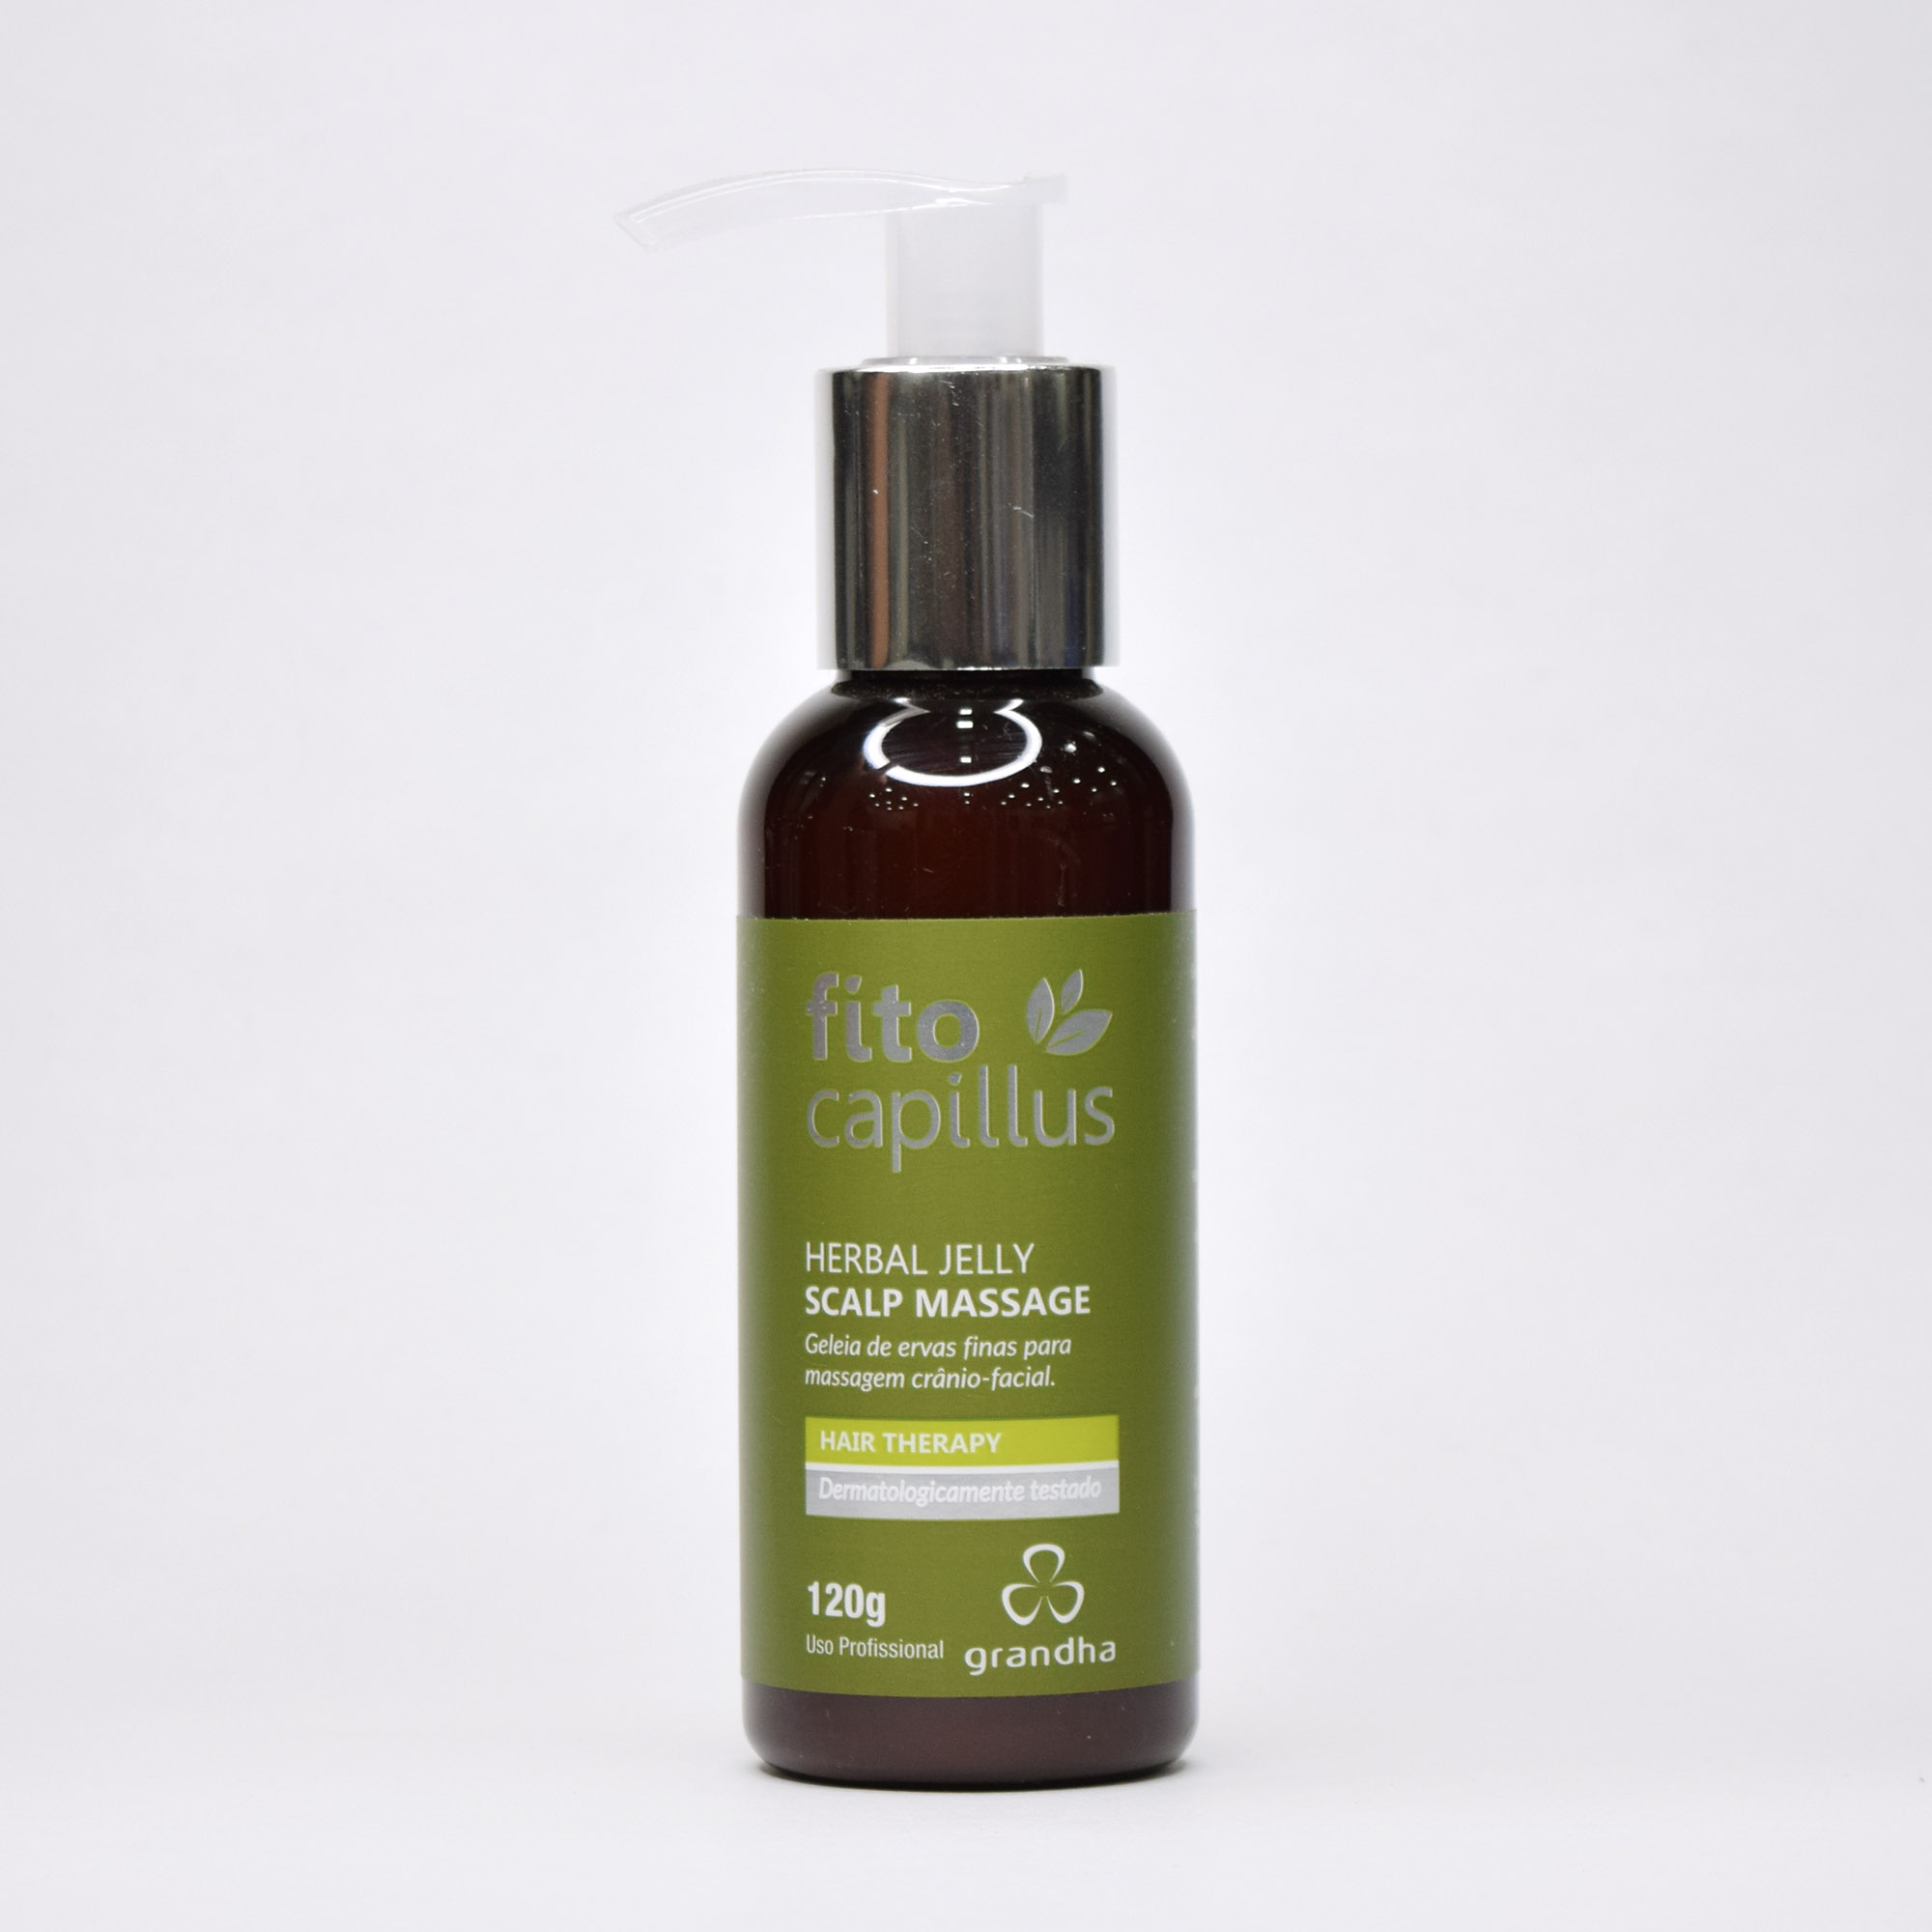 fito
capillus
HERBAL JELLY
SCALP MASSAGE
Geleia de ervas finas para
massagem crânio-facial.
HAIR THERAPY
Dermatologicamente testado
120g
Uso Profissional
grandha